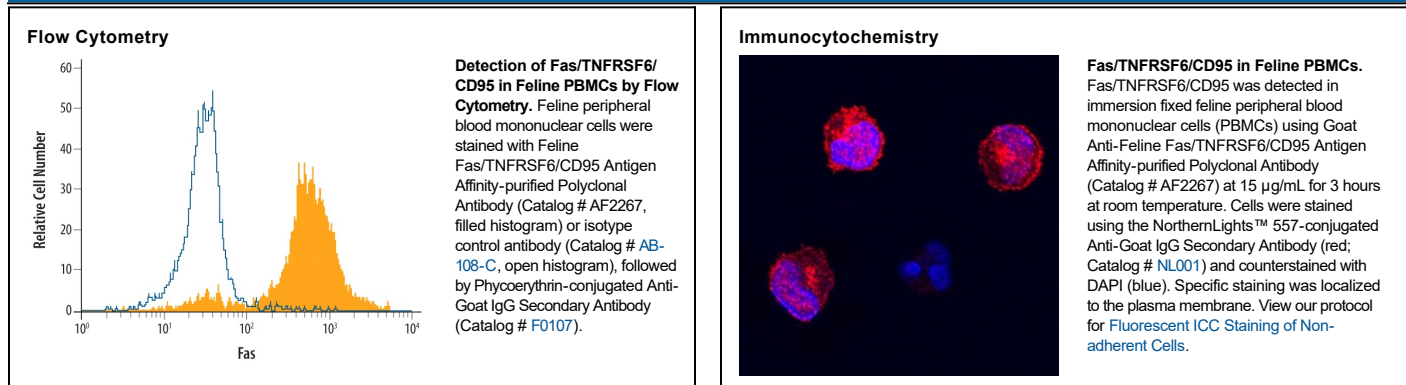 Flow Cytometry
60
50
40
30
20
10
0
Relative Cell Number
10⁰
10¹
10²
10³
10⁴
Fas
Detection of Fas/TNFRSF6/
CD95 in Feline PBMCs by Flow
Cytometry. Feline peripheral
blood mononuclear cells were
stained with Feline
Fas/TNFRSF6/CD95 Antigen
Affinity-purified Polyclonal
Antibody (Catalog # AF2267,
filled histogram) or isotype
control antibody (Catalog # AB-
108-C, open histogram), followed
by Phycoerythrin-conjugated Anti-
Goat IgG Secondary Antibody
(Catalog # F0107).
Immunocytochemistry
Fas/TNFRSF6/CD95 in Feline PBMCs.
Fas/TNFRSF6/CD95 was detected in
immersion fixed feline peripheral blood
mononuclear cells (PBMCs) using Goat
Anti-Feline Fas/TNFRSF6/CD95 Antigen
Affinity-purified Polyclonal Antibody
(Catalog # AF2267) at 15 µg/mL for 3 hours
at room temperature. Cells were stained
using the NorthernLights™ 557-conjugated
Anti-Goat IgG Secondary Antibody (red;
Catalog # NL001) and counterstained with
DAPI (blue). Specific staining was localized
to the plasma membrane. View our protocol
for Fluorescent ICC Staining of Non-
adherent Cells.